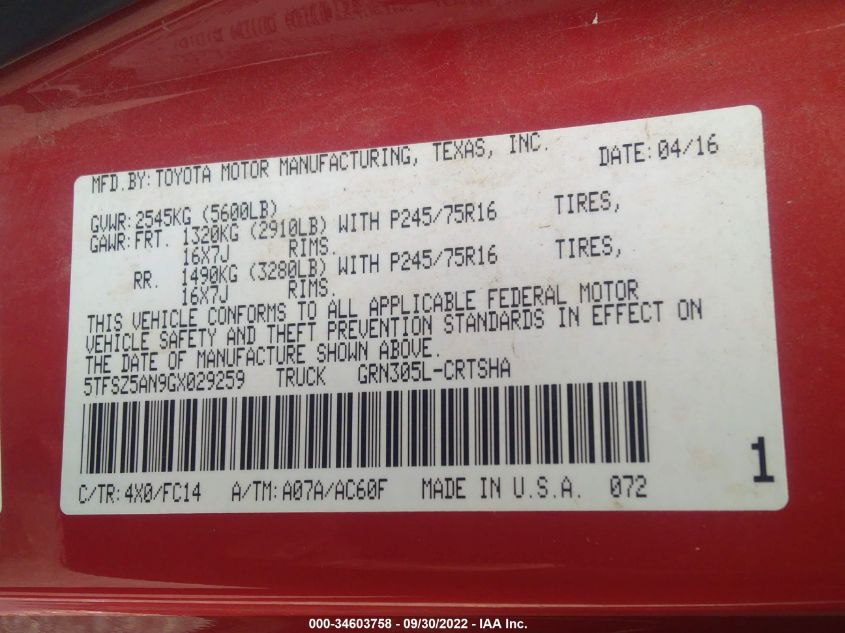 MFD.BY: TOYOTA MOTOR MANUFACTURING, TEXAS, INC. DATE: 04/16
GVWR: 2545KG (5600LB)
GAWR: FRT. 1320KG (2910LB) WITH P245/75R16 TIRES,
16X7J RIMS.
RR. 1490KG (3280LB) WITH P245/75R16 TIRES,
16X7J RIMS.
THIS VEHICLE CONFORMS TO ALL APPLICABLE FEDERAL MOTOR
VEHICLE SAFETY AND THEFT PREVENTION STANDARDS IN EFFECT ON
THE DATE OF MANUFACTURE SHOWN ABOVE.
5TFSZ5AN9GX029259 TRUCK GRN305L-CRTSHA
1
C/TR: 4X0/FC14 A/TM: A07A/AC60F MADE IN U.S.A. 072
000-34603758 - 09/30/2022 - IAA Inc.